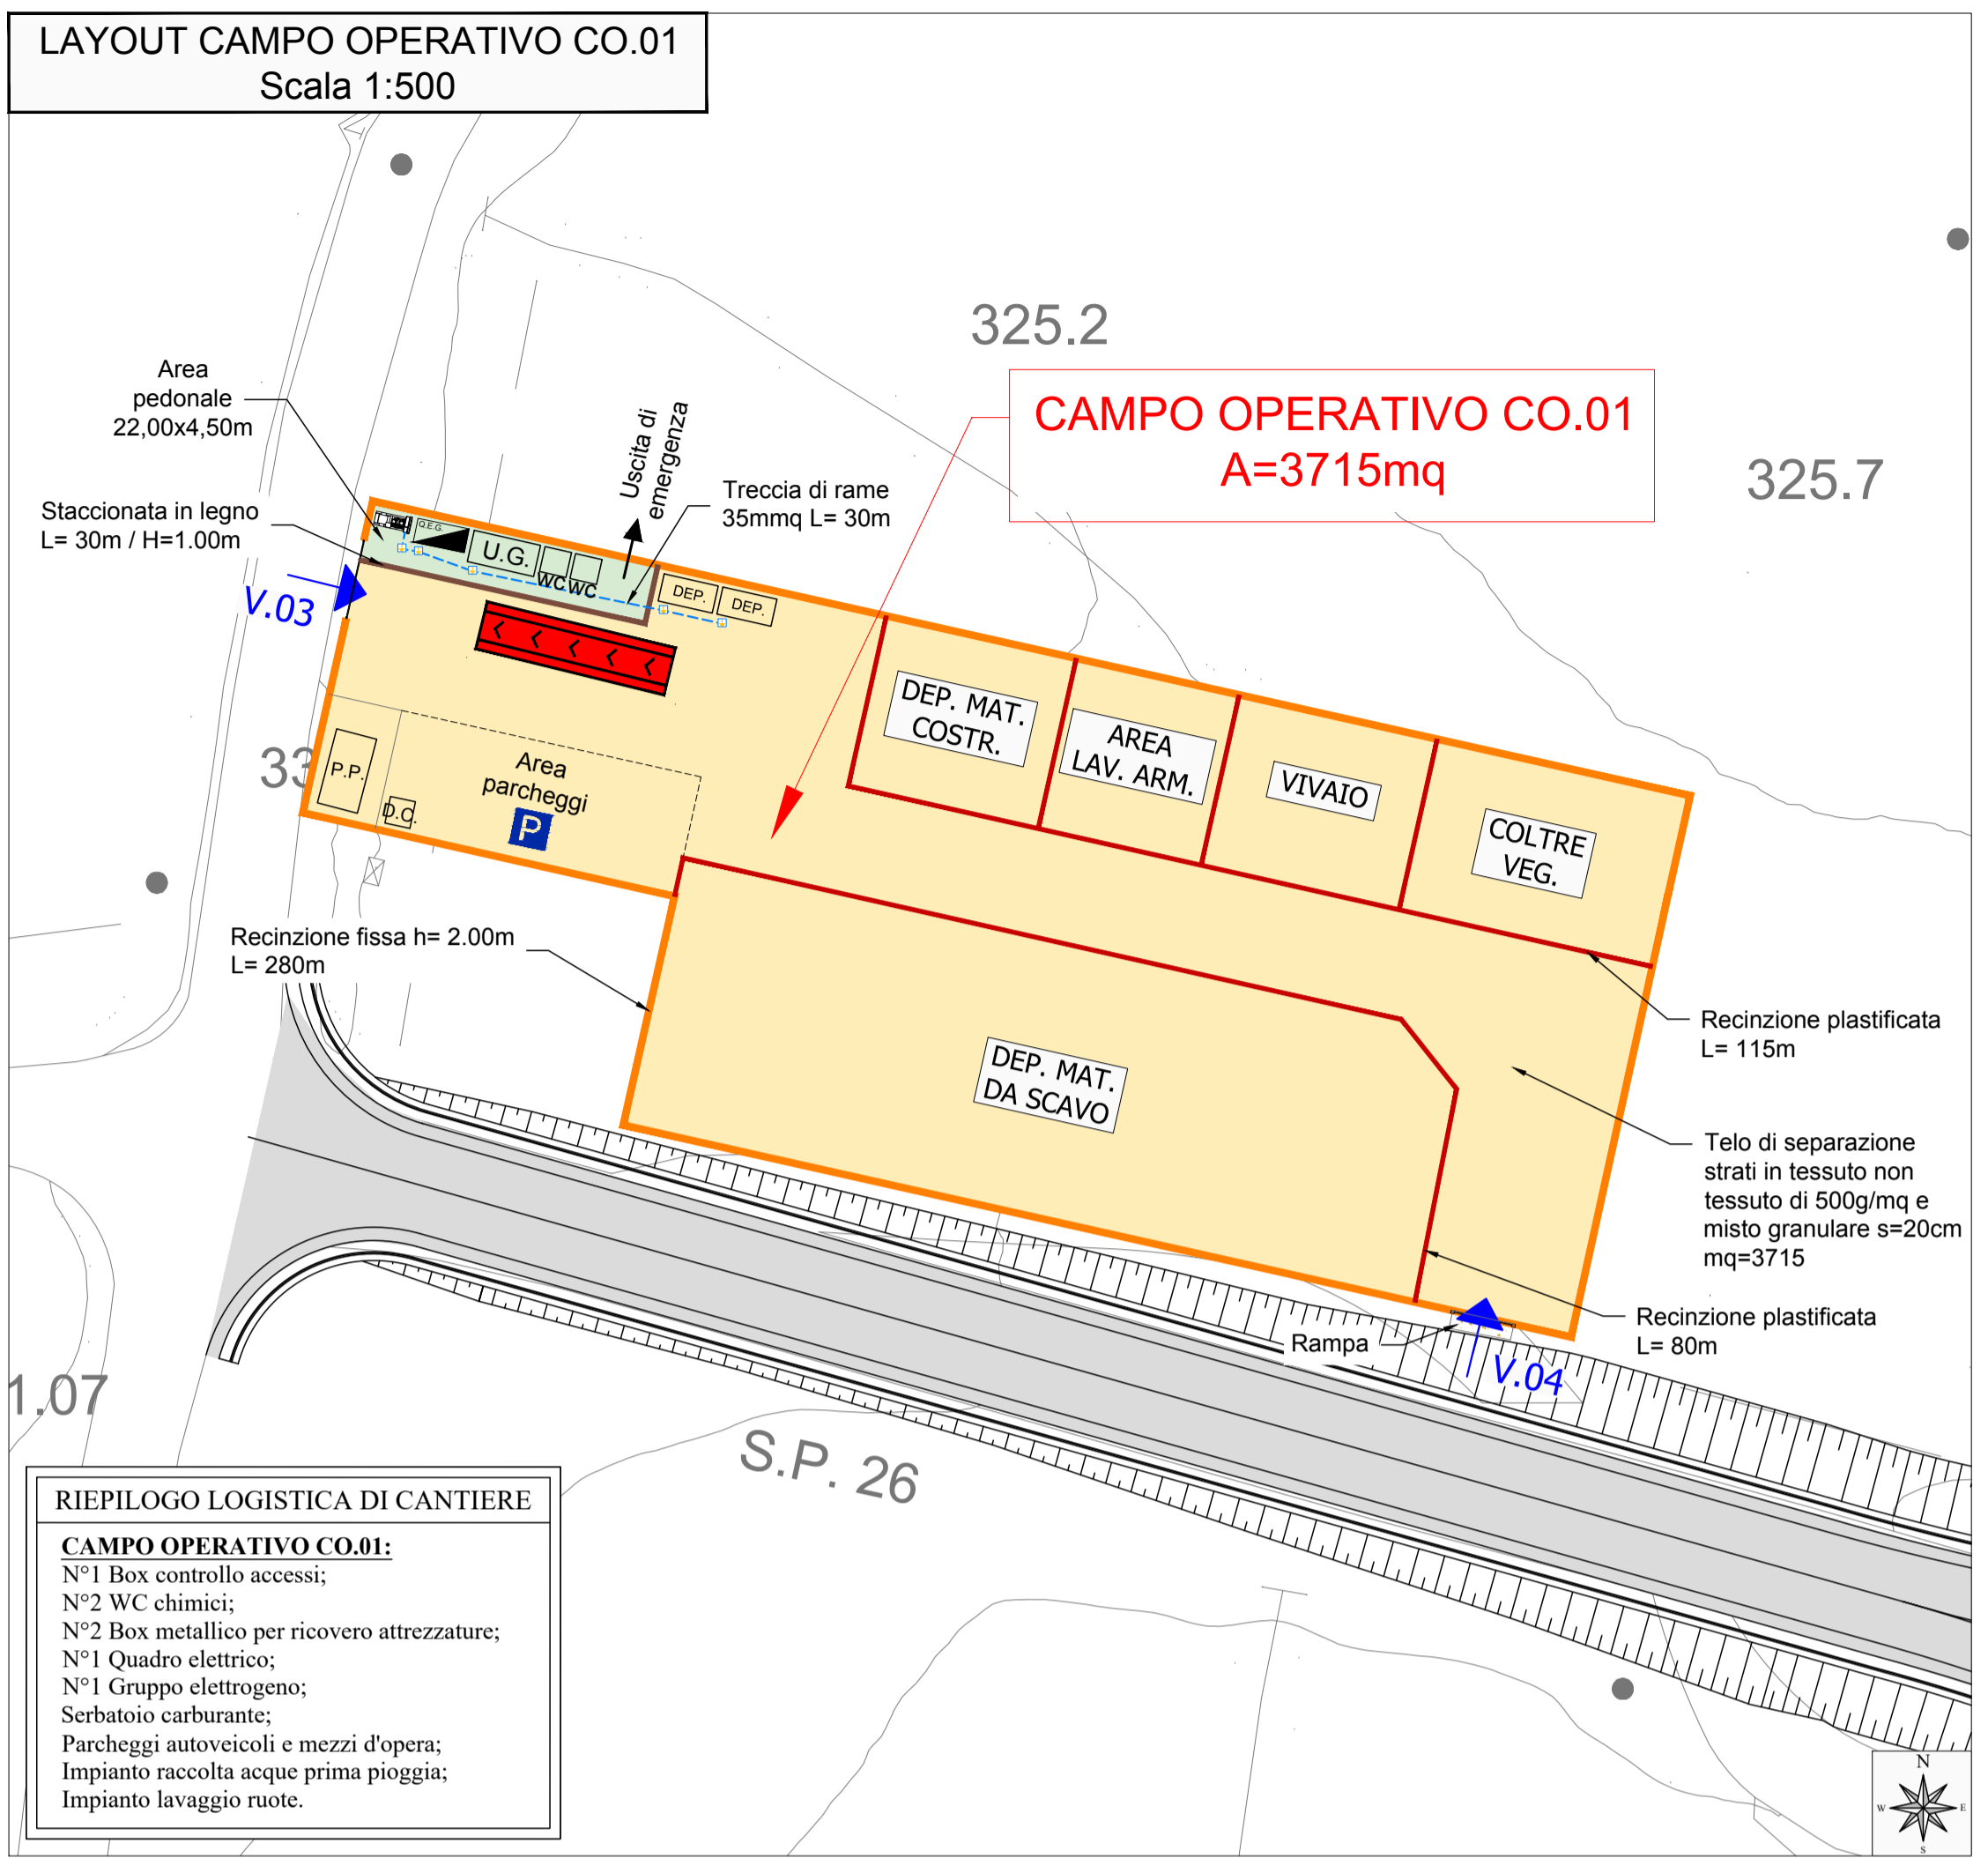 LAYOUT CAMPO OPERATIVO CO.01
Scala 1:500
325.2
325.7
CAMPO OPERATIVO CO.01
A=3715mq
Area
pedonale
22,00x4,50m
Staccionata in legno
L= 30m / H=1.00m
Uscita di
emergenza
Treccia di rame
35mmq L= 30m
Q.E.G.
U.G.
WC WC
DEP.
DEP.
V.03
33
P.P.
D.C.
Area
parcheggi
P
DEP. MAT.
COSTR.
AREA
LAV. ARM.
VIVAIO
COLTRE
VEG.
Recinzione fissa h= 2.00m
L= 280m
DEP. MAT.
DA SCAVO
Recinzione plastificata
L= 115m
Telo di separazione
strati in tessuto non
tessuto di 500g/mq e
misto granulare s=20cm
mq=3715
Recinzione plastificata
L= 80m
Rampa
V.04
1.07
S.P. 26
RIEPILOGO LOGISTICA DI CANTIERE
CAMPO OPERATIVO CO.01:
N°1 Box controllo accessi;
N°2 WC chimici;
N°2 Box metallico per ricovero attrezzature;
N°1 Quadro elettrico;
N°1 Gruppo elettrogeno;
Serbatoio carburante;
Parcheggi autoveicoli e mezzi d'opera;
Impianto raccolta acque prima pioggia;
Impianto lavaggio ruote.
N
W
E
S